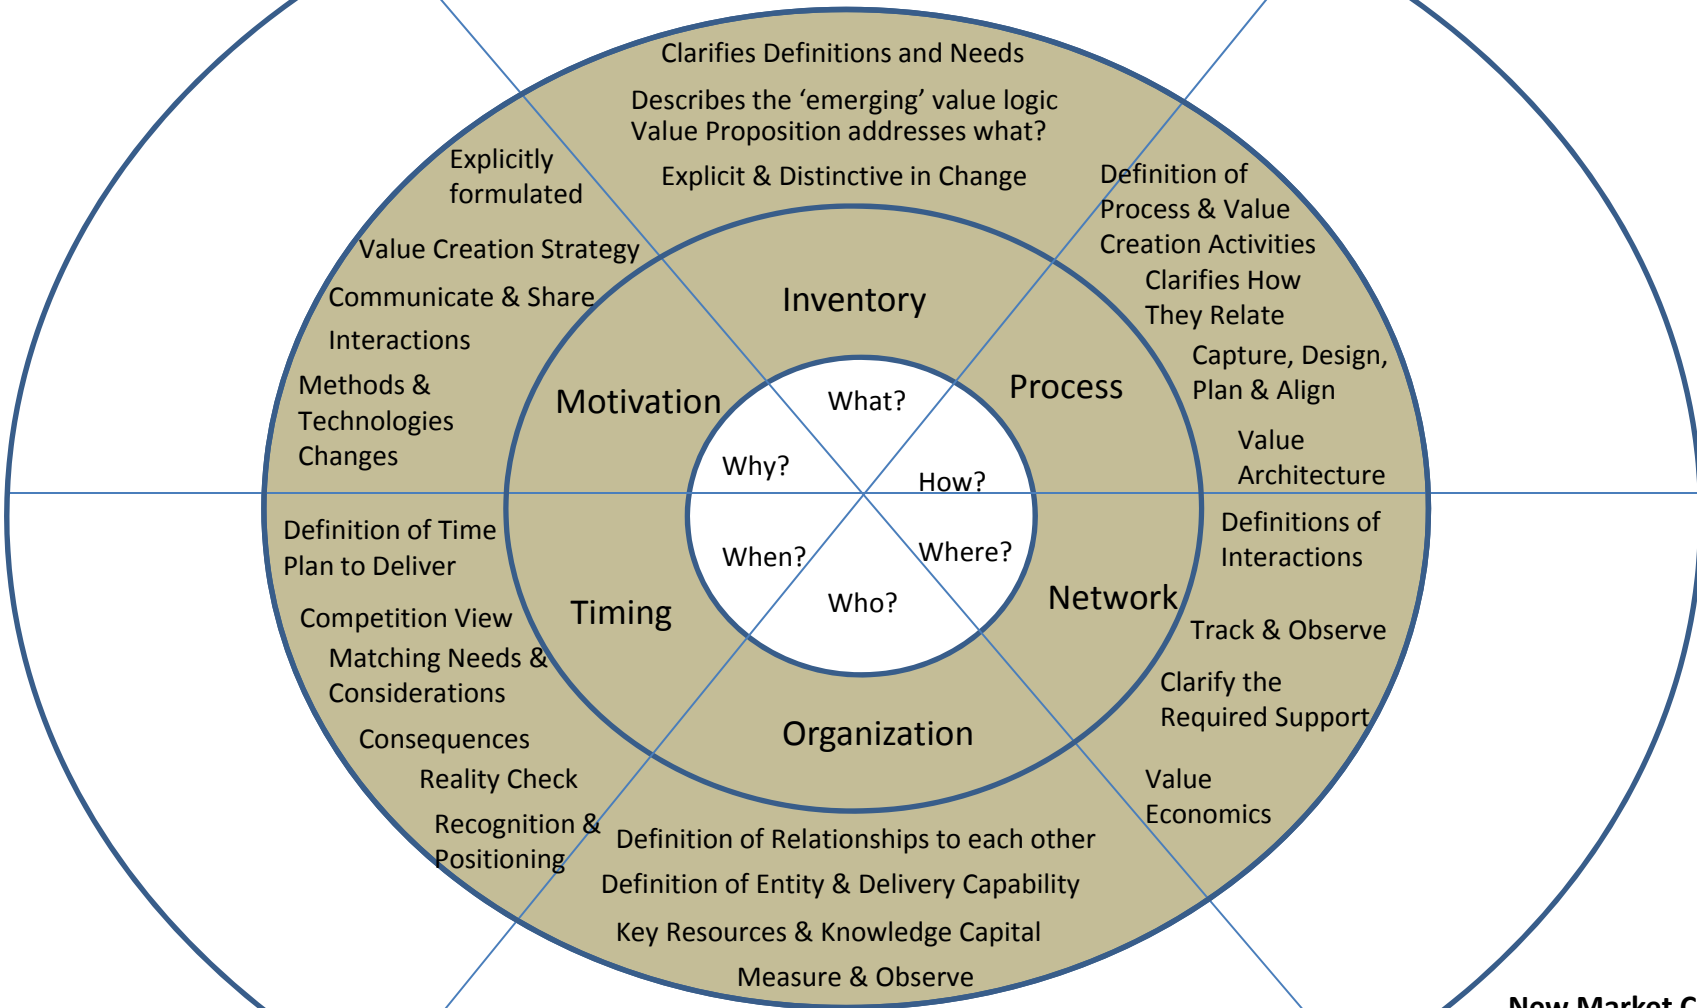 Clarifies Definitions and Needs
Describes the ‘emerging’ value logic
Value Proposition addresses what?
Explicit & Distinctive in Change
Inventory
What?
Definition of
Process & Value
Creation Activities
Clarifies How
They Relate
Capture, Design,
Plan & Align
Value
Architecture
Process
How?
Definitions of
Interactions
Track & Observe
Clarify the
Required Support
Value
Economics
Network
Where?
Organization
Who?
Definition of Relationships to each other
Definition of Entity & Delivery Capability
Key Resources & Knowledge Capital
Measure & Observe
Timing
When?
Definition of Time
Plan to Deliver
Competition View
Matching Needs &
Considerations
Consequences
Reality Check
Recognition &
Positioning
Motivation
Why?
Explicitly
formulated
Value Creation Strategy
Communicate & Share
Interactions
Methods &
Technologies
Changes
New Market